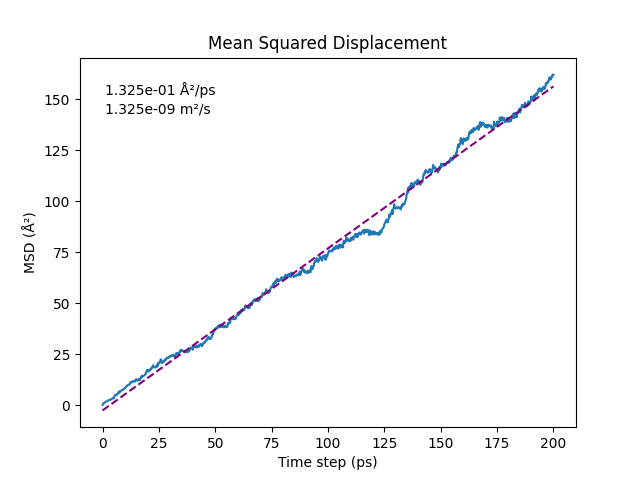 Mean Squared Displacement
1.325e-01 Å²/ps
1.325e-09 m²/s
MSD (Å²)
150
125
100
75
50
25
0
0 25 50 75 100 125 150 175 200
Time step (ps)